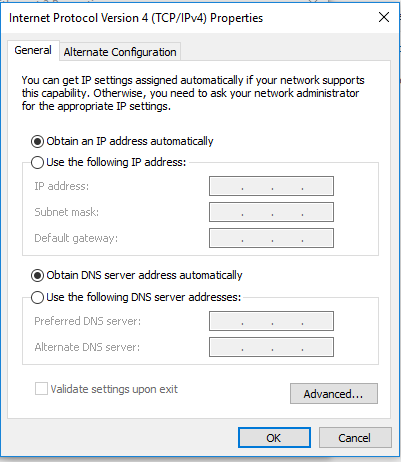 Internet Protocol Version 4 (TCP/IPv4) Properties
General
Alternate Configuration
You can get IP settings assigned automatically if your network supports
this capability. Otherwise, you need to ask your network administrator
for the appropriate IP settings.
Obtain an IP address automatically
Use the following IP address:
IP address:
Subnet mask:
Default gateway:
Obtain DNS server address automatically
Use the following DNS server addresses:
Preferred DNS server:
Alternate DNS server:
Validate settings upon exit
Advanced...
OK
Cancel